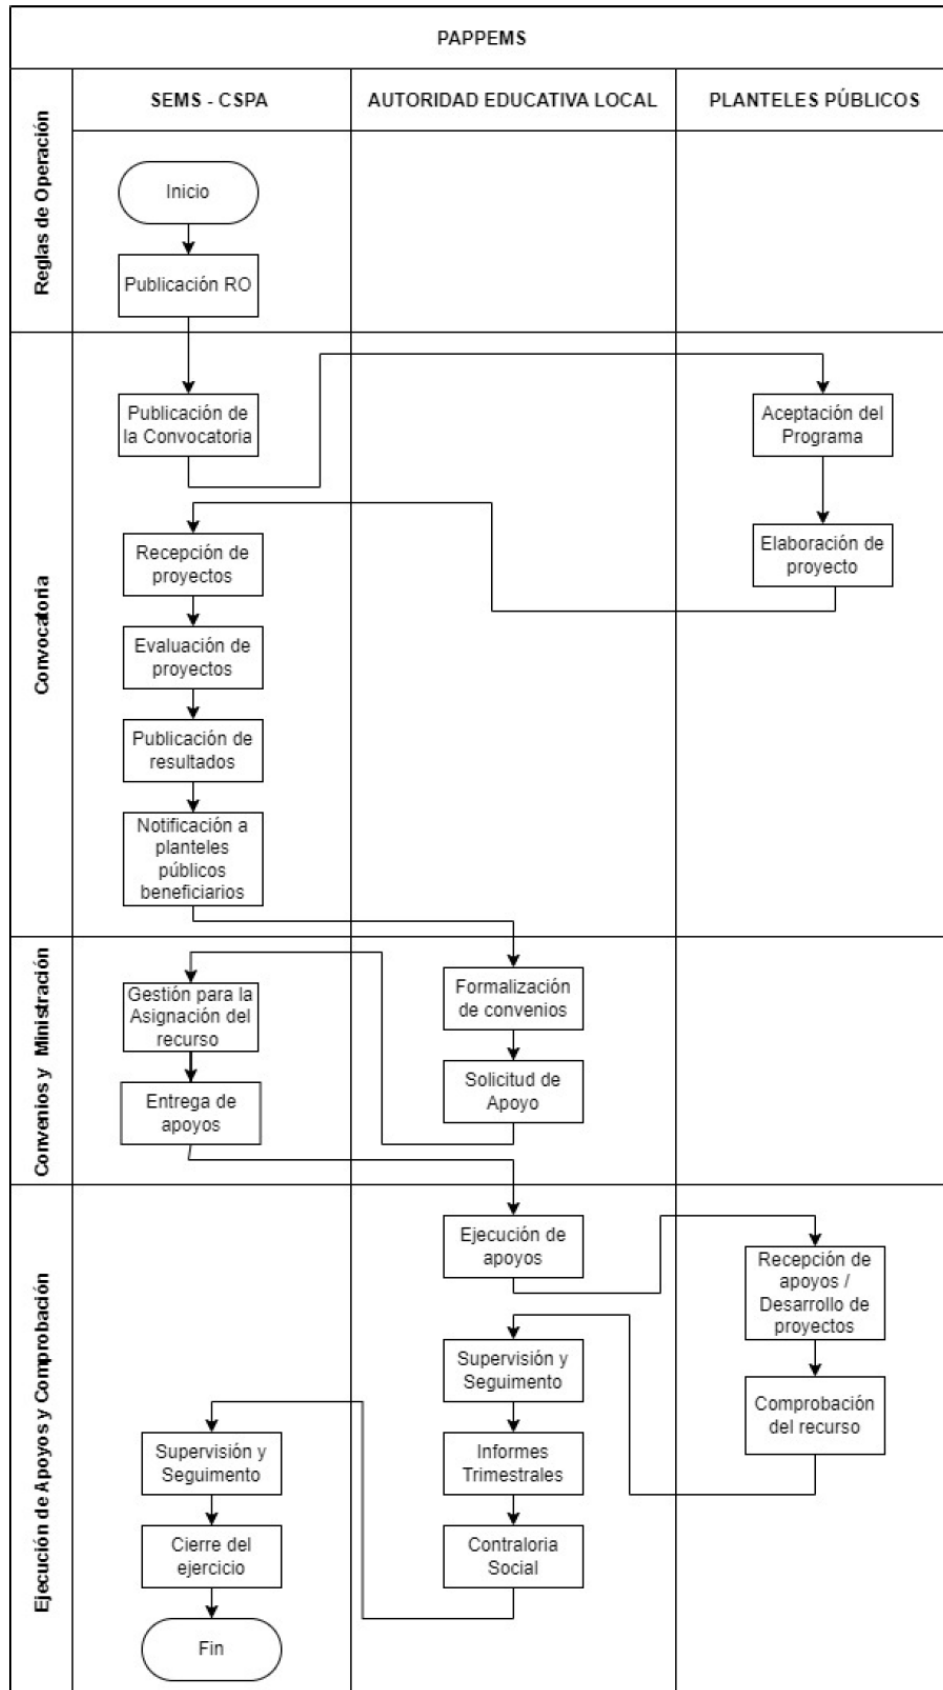 PAPPEMS
SEMS - CSPA
AUTORIDAD EDUCATIVA LOCAL
PLANTELES PÚBLICOS
Reglas de Operación
Inicio
Publicación RO
Convocatoria
Publicación de
la Convocatoria
Aceptación del
Programa
Elaboración de
proyecto
Recepción de
proyectos
Evaluación de
proyectos
Publicación de
resultados
Notificación a
planteles
públicos
beneficiarios
Convenios y Ministración
Formalización
de convenios
Solicitud de
Apoyo
Gestión para la
Asignación del
recurso
Entrega de
apoyos
Ejecución de Apoyos y Comprobación
Ejecución de
apoyos
Recepción de
apoyos /
Desarrollo de
proyectos
Comprobación
del recurso
Supervisión y
Seguimento
Informes
Trimestrales
Contraloria
Social
Supervisión y
Seguimento
Cierre del
ejercicio
Fin